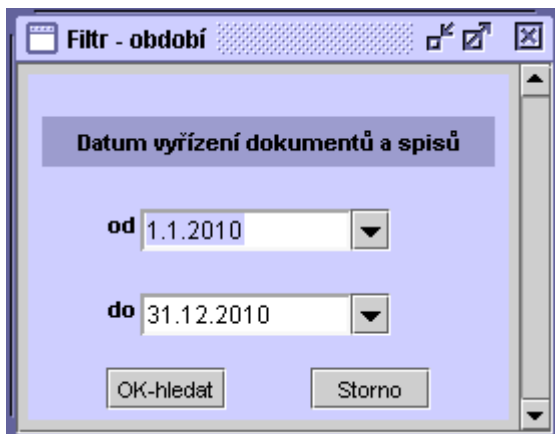 Filtr - období
Datum vyřízení dokumentů a spisů
od 1.1.2010
do 31.12.2010
OK-hledat Storno